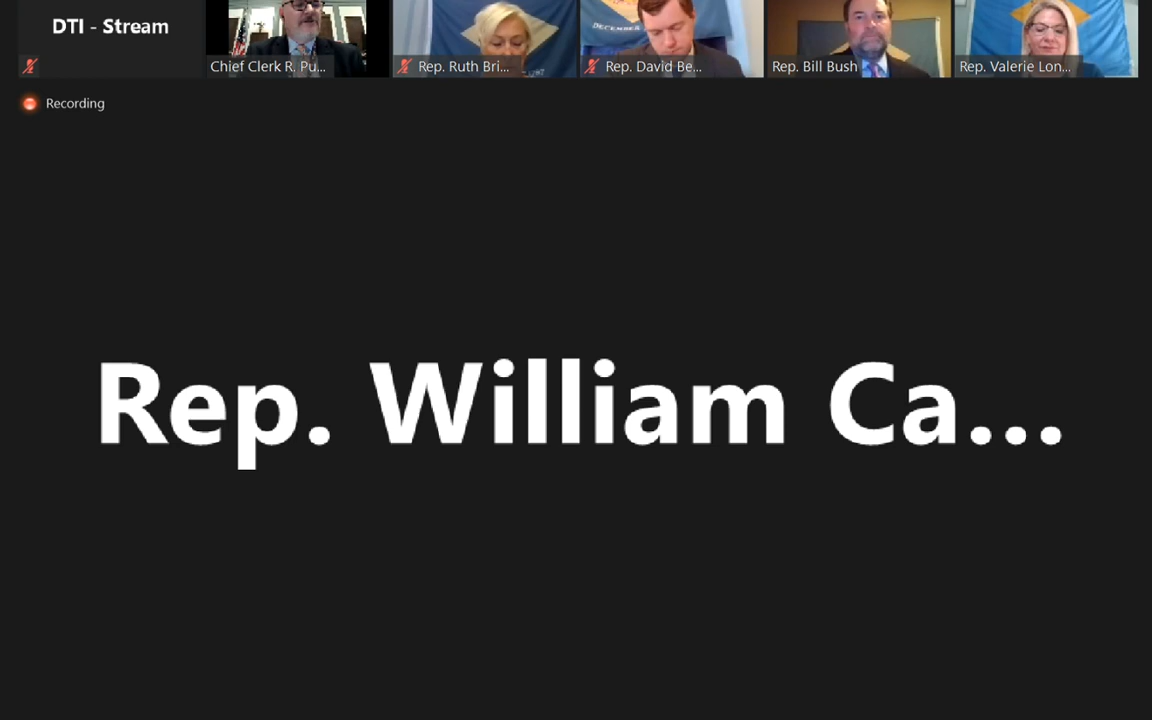 DTI - Stream
Chief Clerk R. Pu...
Rep. Ruth Bri...
Rep. David Be...
Rep. Bill Bush
Rep. Valerie Lon...
DECEMBER
Recording
Rep. William Ca...